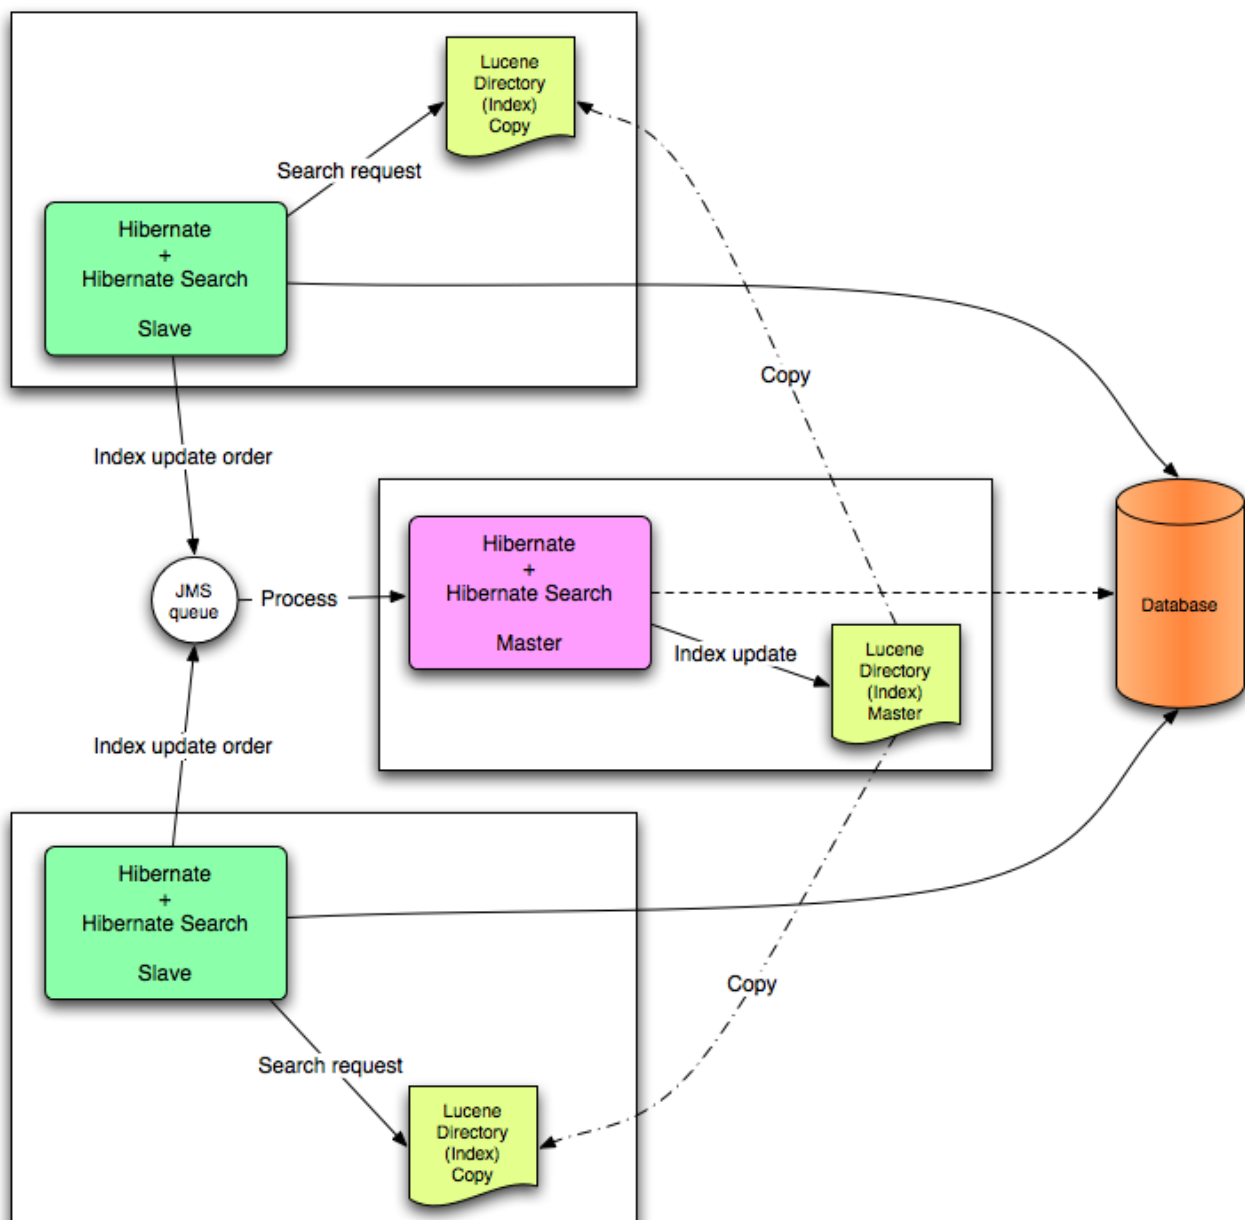 Lucene
Directory
(Index)
Copy
Search request
Hibernate
+
Hibernate Search
Slave
Copy
Index update order
Hibernate
+
Hibernate Search
Master
JMS
queue
Process
Database
Index update
Lucene
Directory
(Index)
Master
Index update order
Hibernate
+
Hibernate Search
Slave
Copy
Search request
Lucene
Directory
(Index)
Copy